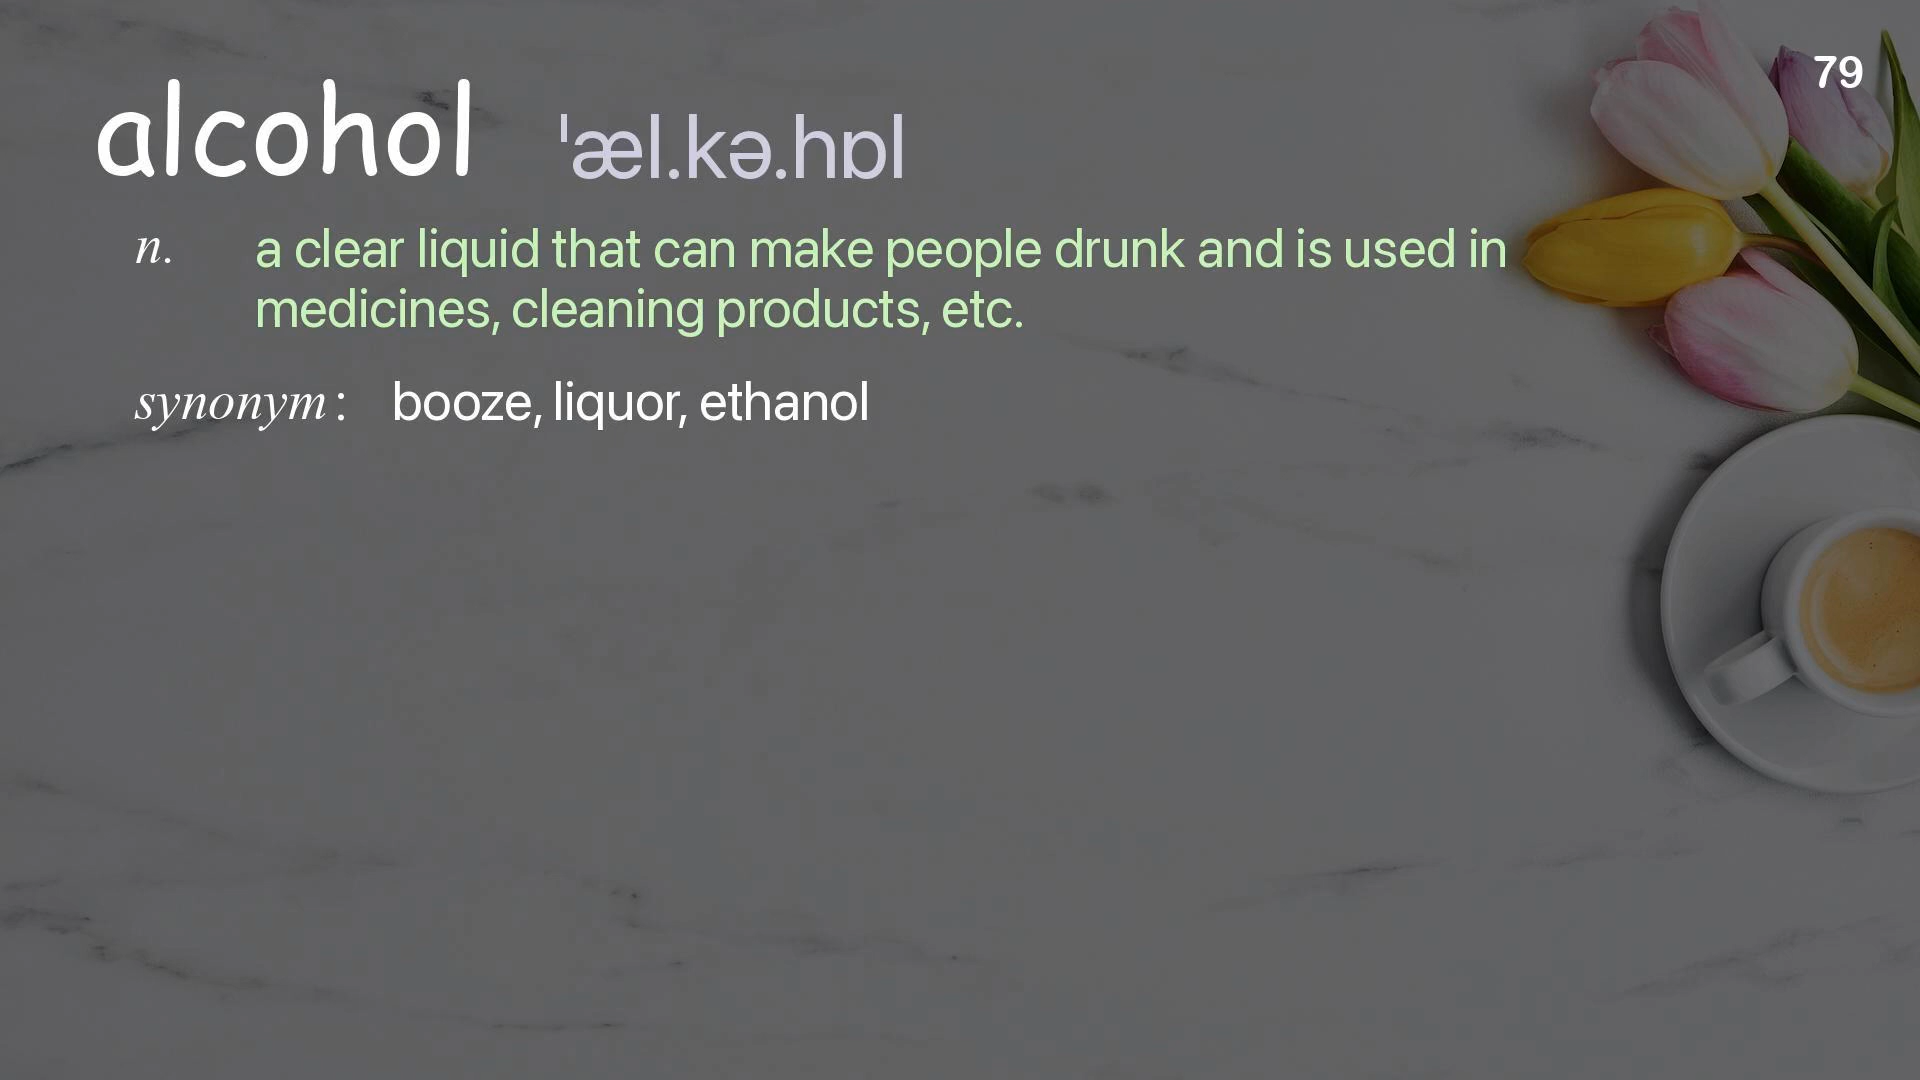 79
alcohol ˈæl.kə.hɒl
n. a clear liquid that can make people drunk and is used in
medicines, cleaning products, etc.
synonym: booze, liquor, ethanol